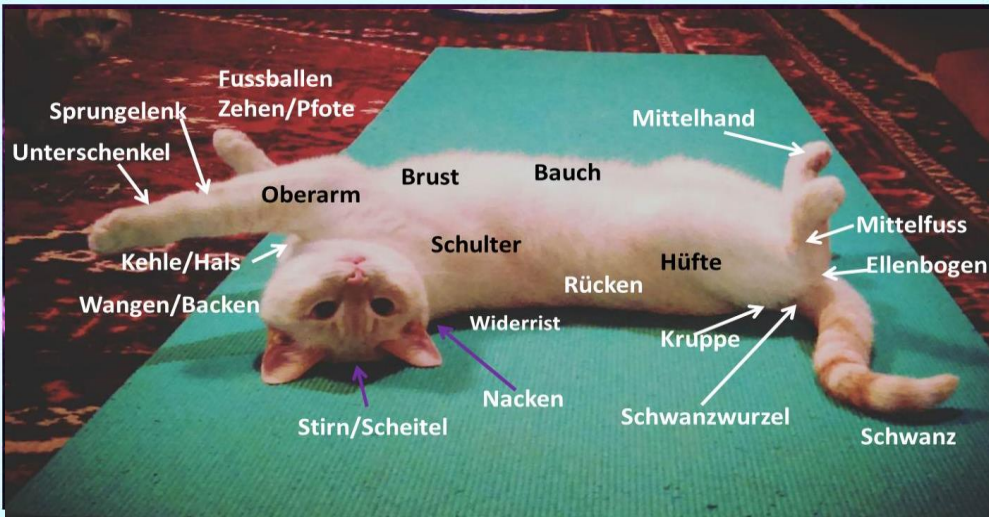 Fussballen
Zehen/Pfote
Sprungelenk
Unterschenkel
Mittelhand
Oberarm
Brust
Bauch
Mittelfuss
Kehle/Hals
Schulter
Hüfte
Ellenbogen
Wangen/Backen
Rücken
Widerrist
Kruppe
Nacken
Stirn/Scheitel
Schwanzwurzel
Schwanz